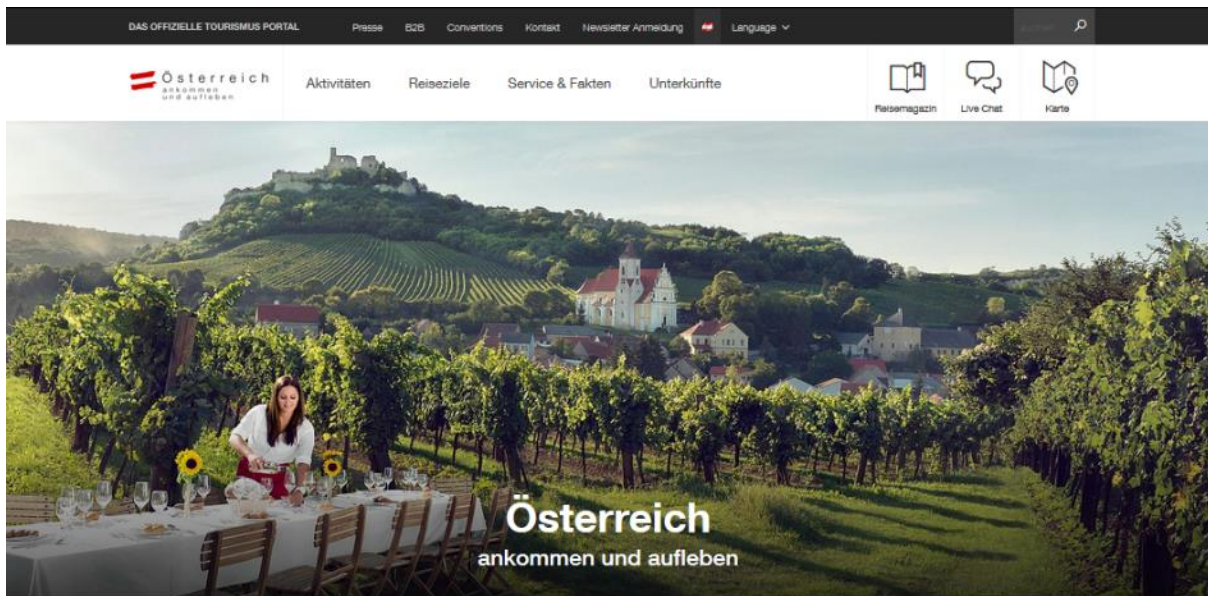 DAS OFFIZIELLE TOURISMUS PORTAL Presse B2B Conventions Kontakt Newsletter Anmeldung Language
Österreich
ankommen
und aufleben
Aktivitäten Reiseziele Service & Fakten Unterkünfte
Reisemagazin Live Chat Karte
Österreich
ankommen und aufleben